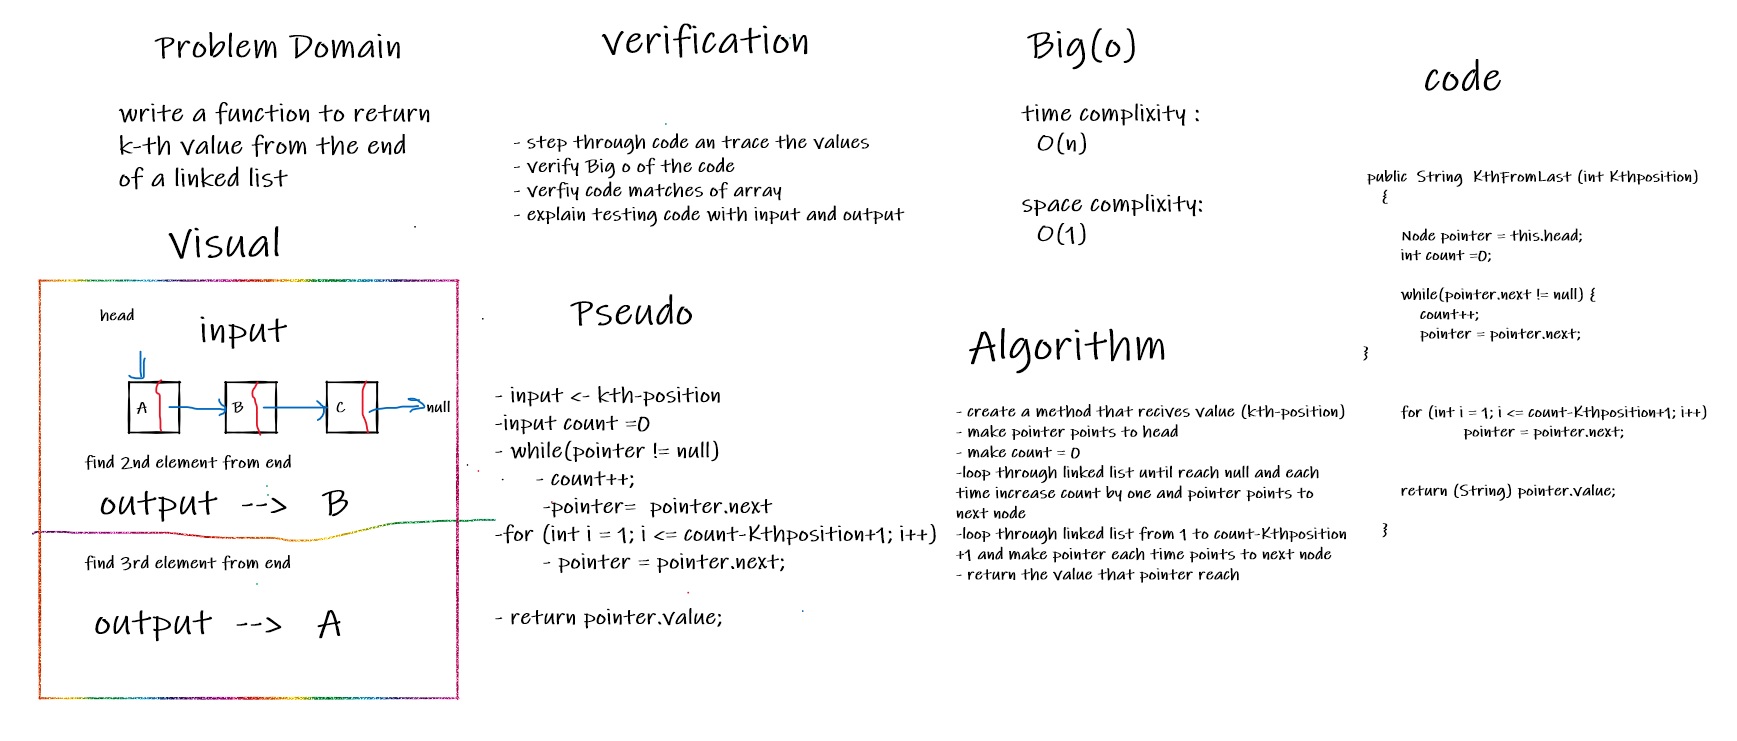 Problem Domain
write a function to return
k-th value from the end
of a linked list
Visual
head
input
A
B
C
null
find 2nd element from end
output --> B
find 3rd element from end
output --> A
verification
- step through code an trace the values
- verify Big o of the code
- verfiy code matches of array
- explain testing code with input and output
Pseudo
- input <- kth-position
-input count =0
- while(pointer != null)
- count++;
-pointer= pointer.next
-for (int i = 1; i <= count-Kthposition+1; i++)
- pointer = pointer.next;
- return pointer.value;
Big(o)
time complixity :
O(n)
space complixity:
O(1)
Algorithm
- create a method that recives value (kth-position)
- make pointer points to head
- make count = 0
-loop through linked list until reach null and each
time increase count by one and pointer points to
next node
-loop through linked list from 1 to count-Kthposition
+1 and make pointer each time points to next node
- return the value that pointer reach
code
public String KthFromLast (int Kthposition)
{
Node pointer = this.head;
int count =0;
while(pointer.next != null) {
count++;
pointer = pointer.next;
}
for (int i = 1; i <= count-Kthposition+1; i++)
pointer = pointer.next;
return (String) pointer.value;
}